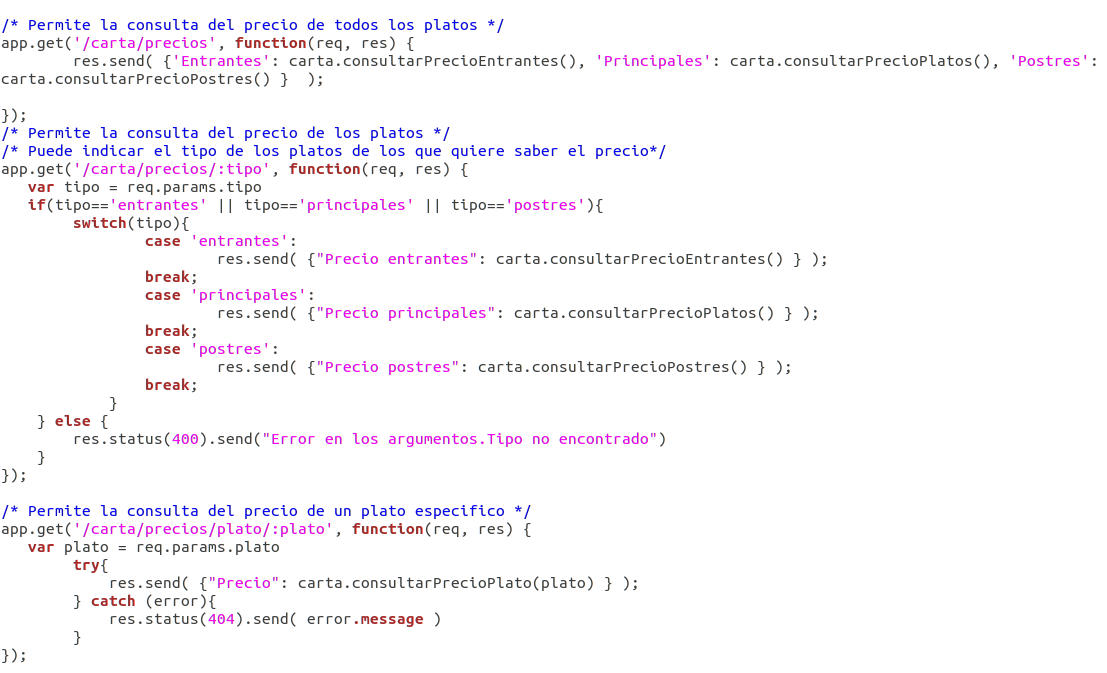 /* Permite la consulta del precio de todos los platos */
app.get('/carta/precios', function(req, res) {
        res.send( {'Entrantes': carta.consultarPrecioEntrantes(), 'Principales': carta.consultarPrecioPlatos(), 'Postres':
carta.consultarPrecioPostres() }  );

});
/* Permite la consulta del precio de los platos */
/* Puede indicar el tipo de los platos de los que quiere saber el precio*/
app.get('/carta/precios/:tipo', function(req, res) {
   var tipo = req.params.tipo
   if(tipo=='entrantes' || tipo=='principales' || tipo=='postres'){
        switch(tipo){
                case 'entrantes':
                        res.send( {"Precio entrantes": carta.consultarPrecioEntrantes() } );
                break;
                case 'principales':
                        res.send( {"Precio principales": carta.consultarPrecioPlatos() } );
                break;
                case 'postres':
                        res.send( {"Precio postres": carta.consultarPrecioPostres() } );
                break;
            }
    } else {
        res.status(400).send("Error en los argumentos.Tipo no encontrado")
    }
});

/* Permite la consulta del precio de un plato especifico */
app.get('/carta/precios/plato/:plato', function(req, res) {
   var plato = req.params.plato
        try{
            res.send( {"Precio": carta.consultarPrecioPlato(plato) } );
        } catch (error){
            res.status(404).send( error.message )
        }
});